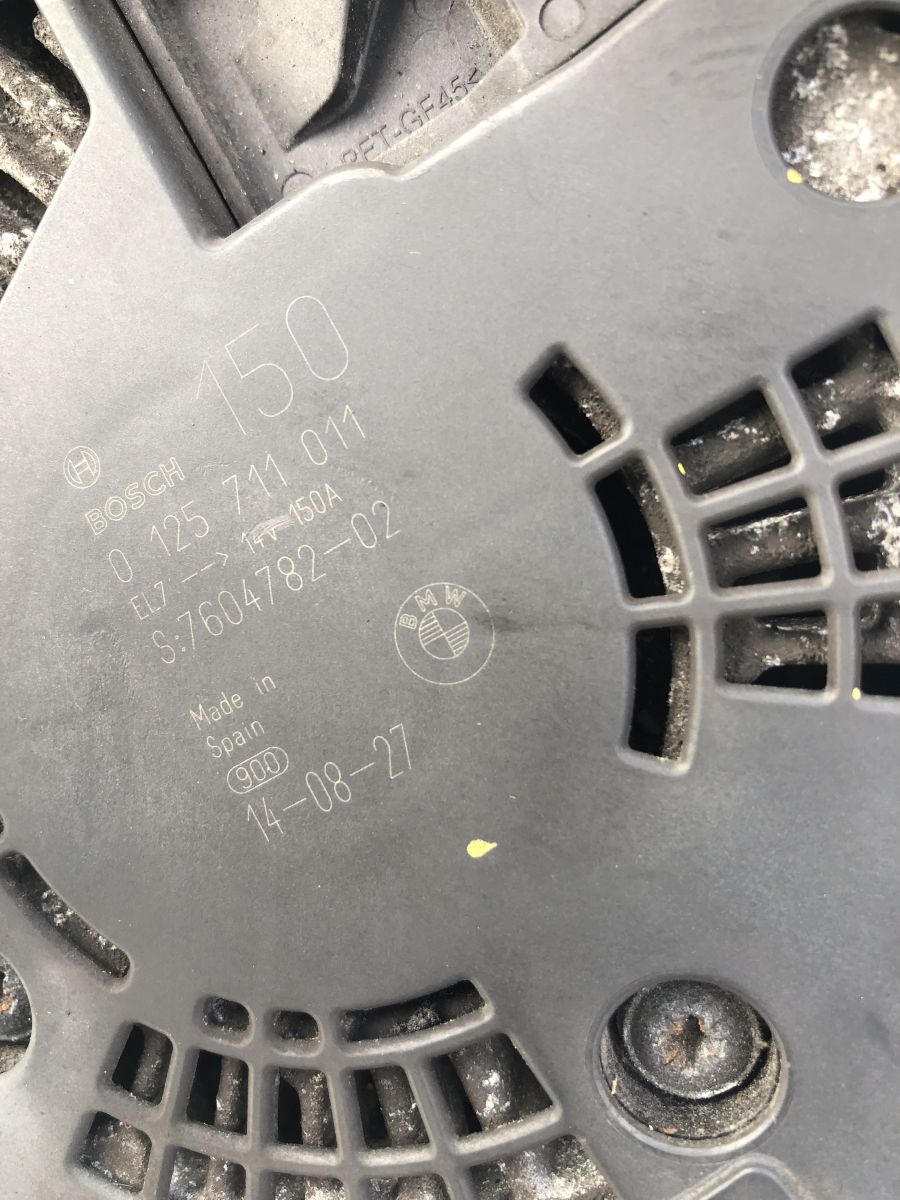 PET-GF45<
150
BOSCH
0 125 711 011
EL7 --> 14V 150A
S:7604782-02
BMW
Made in
Spain
900
14-08-27